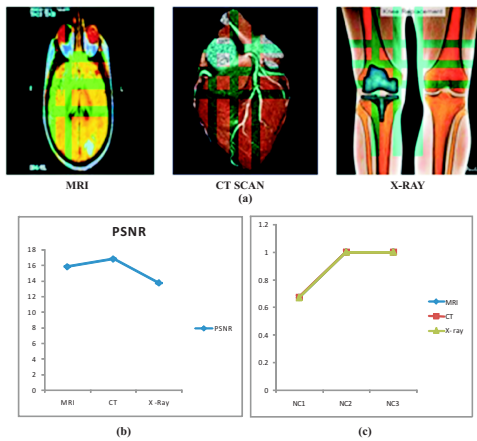 Knee Replacement
MRI
CT SCAN
X-RAY
(a)
PSNR
18
16
14
12
10
8
6
4
2
0
MRI
CT
X -Ray
PSNR
(b)
1.2
1
0.8
0.6
0.4
0.2
0
NC1
NC2
NC3
MRI
CT
X- ray
(c)